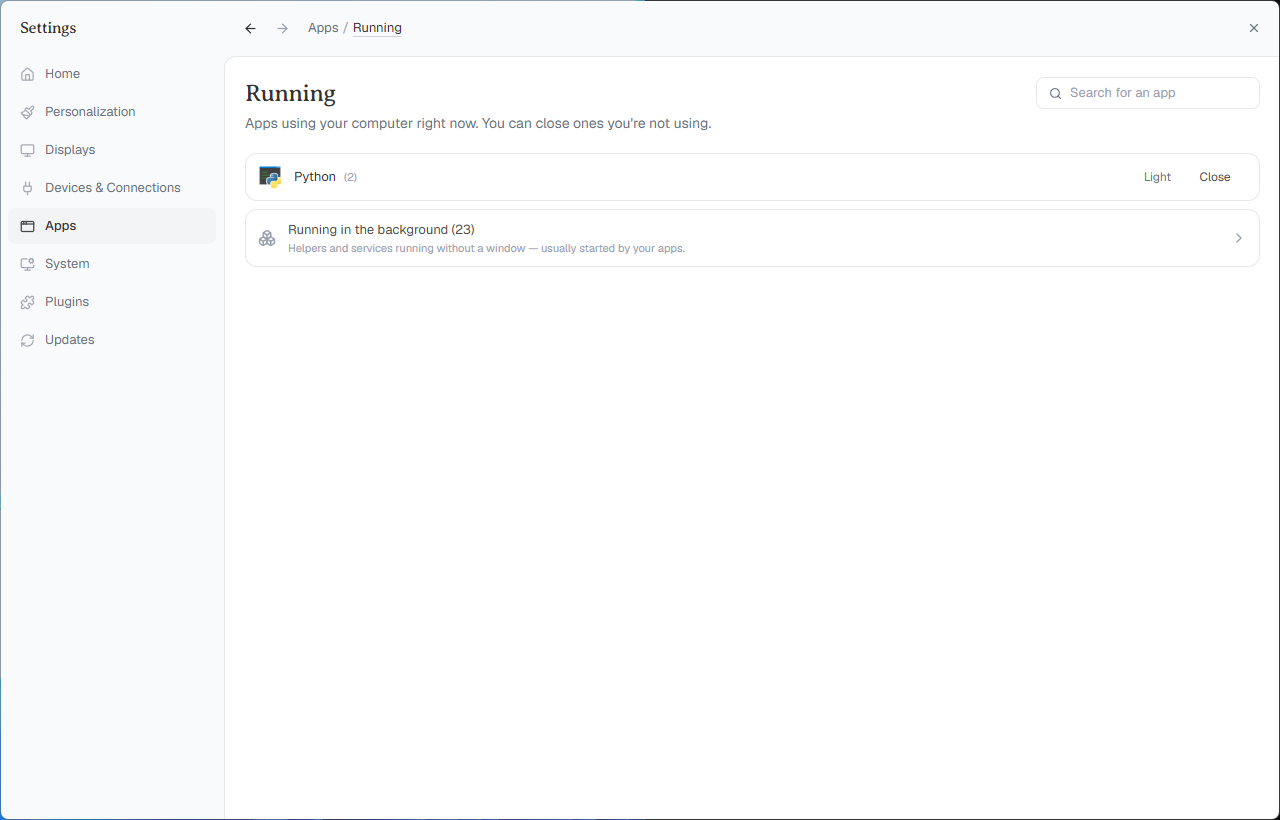 Settings
Apps / Running
Home
Personalization
Displays
Devices & Connections
Apps
System
Plugins
Updates
Running
Search for an app
Apps using your computer right now. You can close ones you're not using.
Python (2)
Light
Close
Running in the background (23)
Helpers and services running without a window — usually started by your apps.